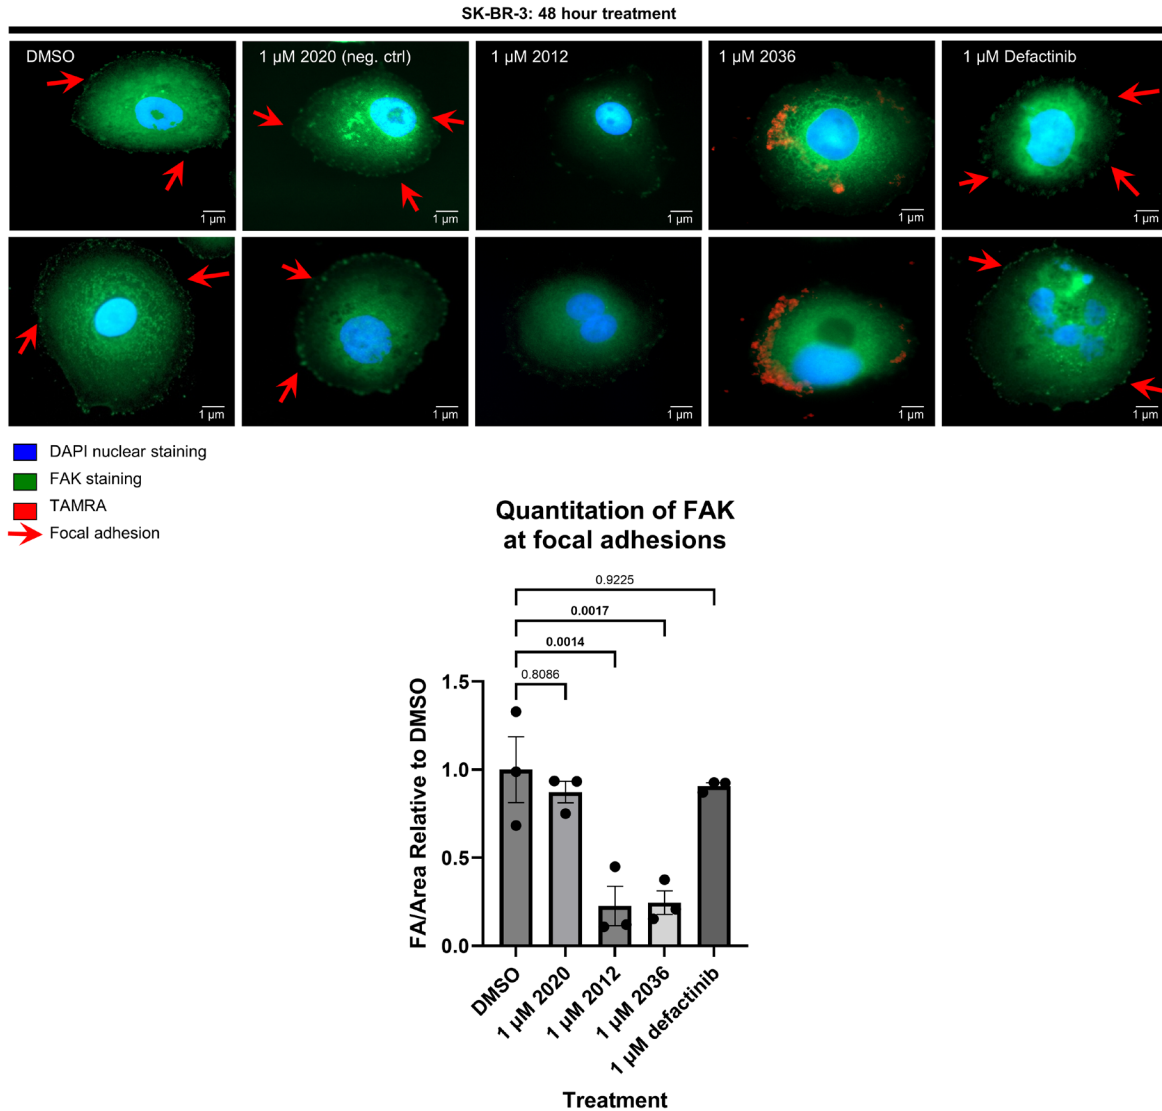 SK-BR-3: 48 hour treatment
DMSO
1 µM 2020 (neg. ctrl)
1 µM 2012
1 µM 2036
1 µM Defactinib
1 µm
1 µm
1 µm
1 µm
1 µm
1 µm
1 µm
1 µm
1 µm
1 µm
DAPI nuclear staining
FAK staining
TAMRA
Focal adhesion
Quantitation of FAK
at focal adhesions
0.9225
0.0017
0.0014
0.8086
FA/Area Relative to DMSO
1.5
1.0
0.5
0.0
DMSO
1 µM 2020
1 µM 2012
1 µM 2036
1 µM defactinib
Treatment